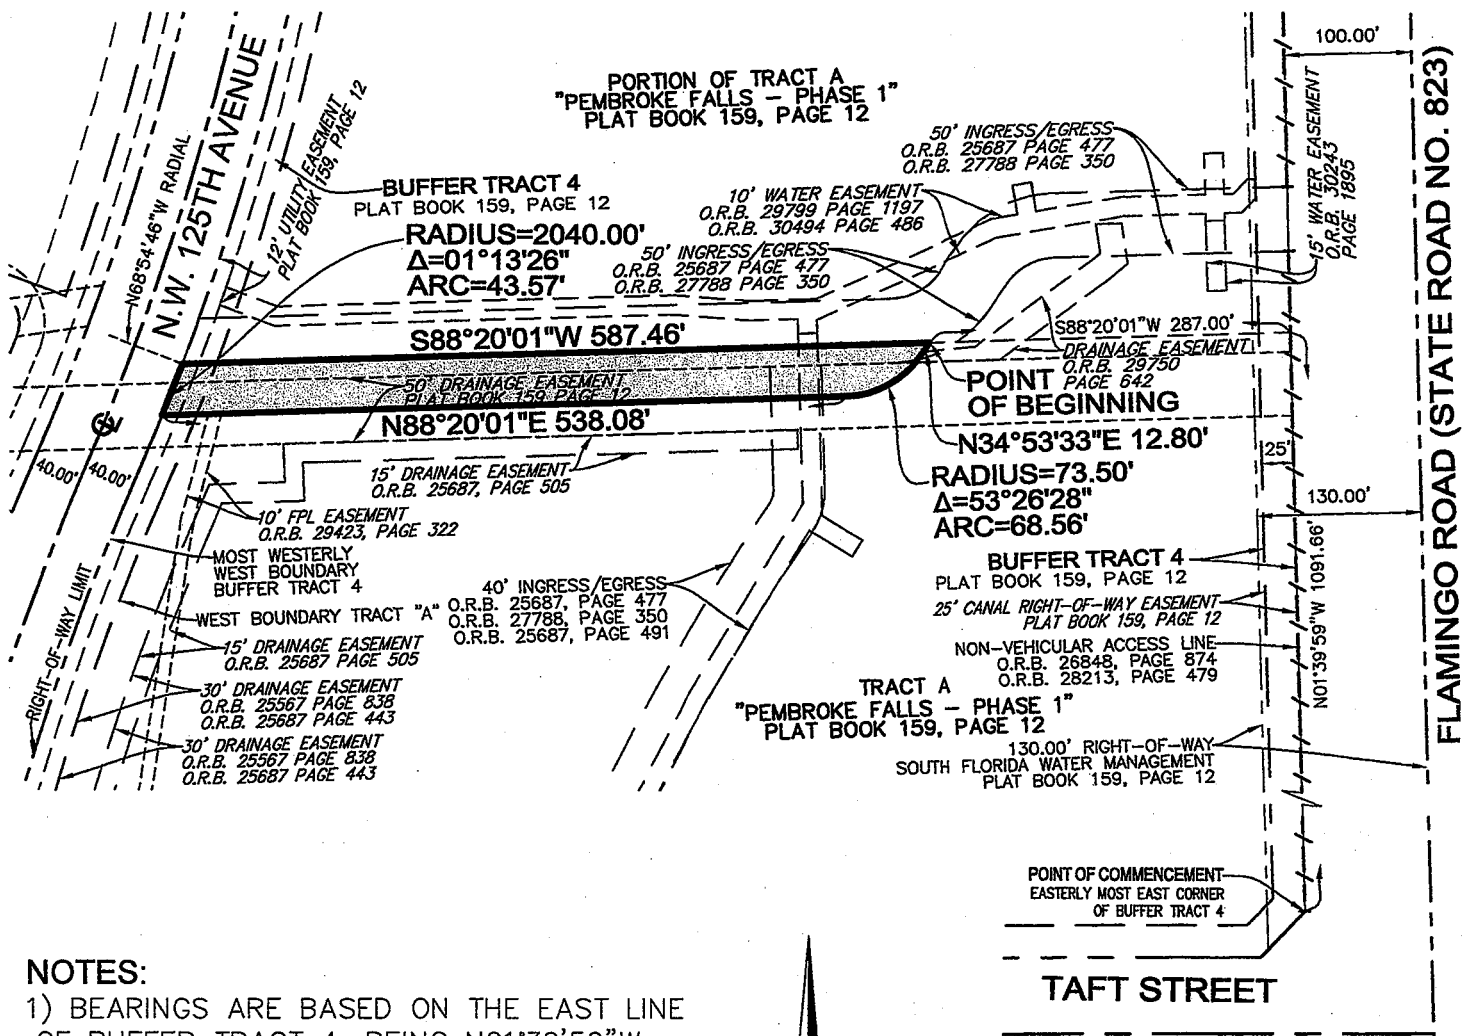 PORTION OF TRACT A
"PEMBROKE FALLS – PHASE 1"
PLAT BOOK 159, PAGE 12
100.00'
FLAMINGO ROAD (STATE ROAD NO. 823)
15' WATER EASEMENT
O.R.B. 30243
PAGE 1895
50' INGRESS/EGRESS
O.R.B. 25687 PAGE 477
O.R.B. 27788 PAGE 350
10' WATER EASEMENT
O.R.B. 29799 PAGE 1197
O.R.B. 30494 PAGE 486
50' INGRESS/EGRESS
O.R.B. 25687 PAGE 477
O.R.B. 27788 PAGE 350
N.W. 125TH AVENUE
N68°54'46"W RADIAL
12' UTILITY EASEMENT
PLAT BOOK 159, PAGE 12
BUFFER TRACT 4
PLAT BOOK 159, PAGE 12
RADIUS=2040.00'
Δ=01°13'26"
ARC=43.57'
S88°20'01"W 587.46'
S88°20'01"W 287.00'
DRAINAGE EASEMENT
O.R.B. 29750
PAGE 642
POINT
OF BEGINNING
50' DRAINAGE EASEMENT
PLAT BOOK 159 PAGE 12
N88°20'01"E 538.08'
N34°53'33"E 12.80'
RADIUS=73.50'
Δ=53°26'28"
ARC=68.56'
25'
130.00'
40.00'
40.00'
15' DRAINAGE EASEMENT
O.R.B. 25687, PAGE 505
10' FPL EASEMENT
O.R.B. 29423, PAGE 322
MOST WESTERLY
WEST BOUNDARY
BUFFER TRACT 4
WEST BOUNDARY TRACT "A"
RIGHT-OF-WAY LIMIT
15' DRAINAGE EASEMENT
O.R.B. 25687 PAGE 505
30' DRAINAGE EASEMENT
O.R.B. 25567 PAGE 838
O.R.B. 25687 PAGE 443
30' DRAINAGE EASEMENT
O.R.B. 25567 PAGE 838
O.R.B. 25687 PAGE 443
40' INGRESS/EGRESS
O.R.B. 25687, PAGE 477
O.R.B. 27788, PAGE 350
O.R.B. 25687, PAGE 491
BUFFER TRACT 4
PLAT BOOK 159, PAGE 12
25' CANAL RIGHT-OF-WAY EASEMENT
PLAT BOOK 159, PAGE 12
NON-VEHICULAR ACCESS LINE
O.R.B. 26848, PAGE 874
O.R.B. 28213, PAGE 479
N01°39'59"W 1091.66'
TRACT A
"PEMBROKE FALLS – PHASE 1"
PLAT BOOK 159, PAGE 12
130.00' RIGHT-OF-WAY
SOUTH FLORIDA WATER MANAGEMENT
PLAT BOOK 159, PAGE 12
POINT OF COMMENCEMENT
EASTERLY MOST EAST CORNER
OF BUFFER TRACT 4
TAFT STREET
NOTES:
1) BEARINGS ARE BASED ON THE EAST LINE
OF BUFFER TRACT 4, BEING N01°39'59"W